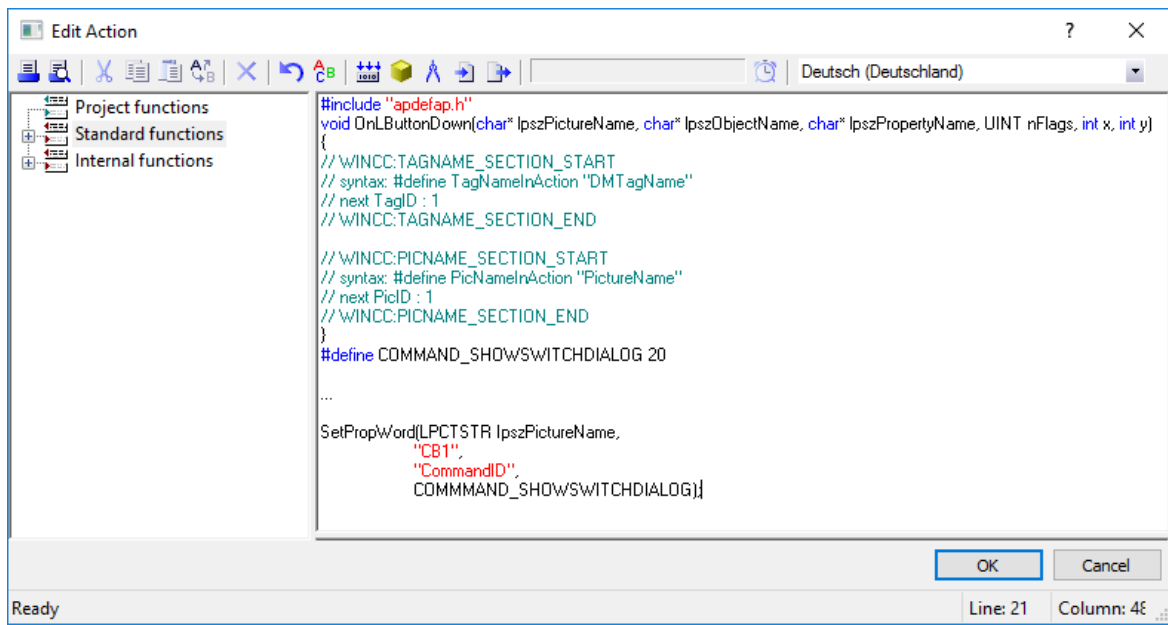 Edit Action
?
Deutsch (Deutschland)
Project functions
Standard functions
Internal functions
#include "apdefap.h"
void OnLButtonDown(char* lpszPictureName, char* lpszObjectName, char* lpszPropertyName, UINT nFlags, int x, int y)
{
// WINCC:TAGNAME_SECTION_START
// syntax: #define TagNameInAction "DMTagName"
// next TagID : 1
// WINCC:TAGNAME_SECTION_END
// WINCC:PICNAME_SECTION_START
// syntax: #define PicNameInAction "PictureName"
// next PicID : 1
// WINCC:PICNAME_SECTION_END
}
#define COMMAND_SHOWSWITCHDIALOG 20
...
SetPropWord(LPCTSTR lpszPictureName,
"CB1",
"CommandID",
COMMMAND_SHOWSWITCHDIALOG);
OK Cancel
Ready Line: 21 Column: 48